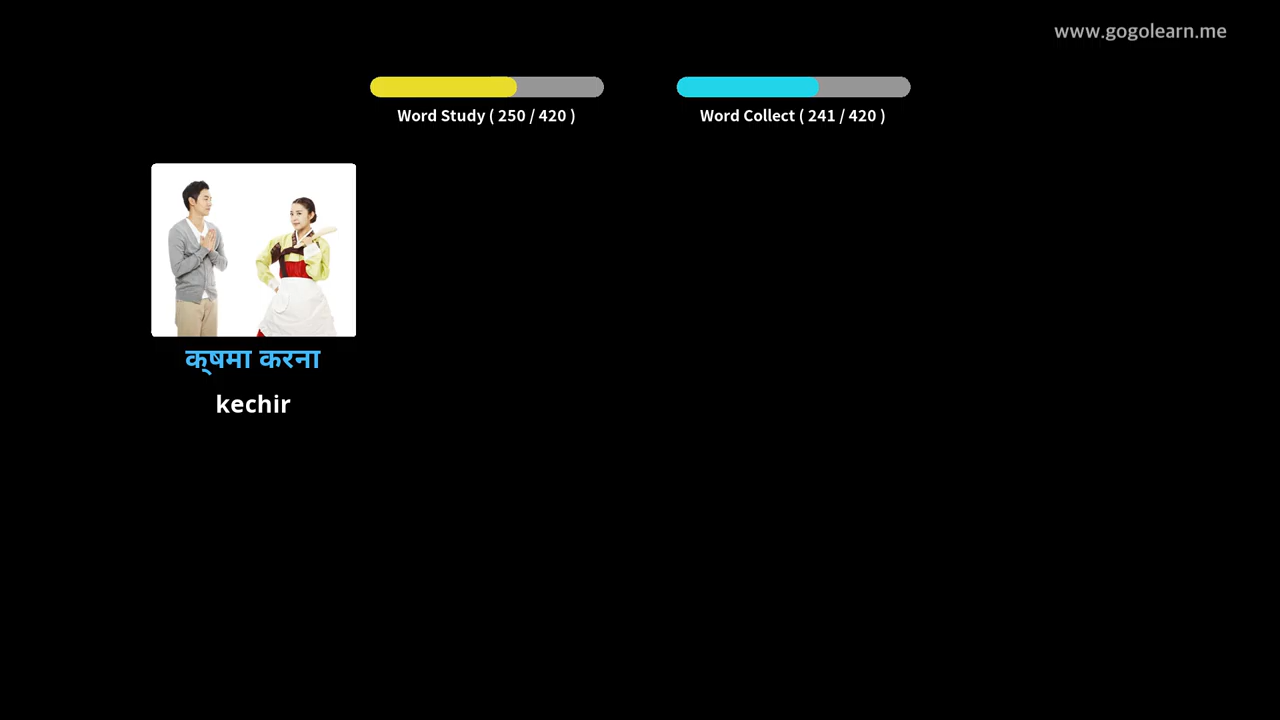 www.gogolearn.me
Word Study ( 250 / 420 )
Word Collect ( 241 / 420 )
क्षमा करना
kechir